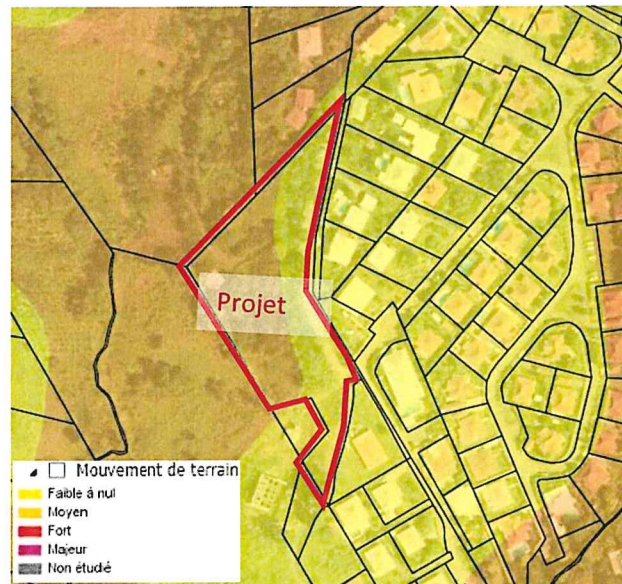 Projet
Mouvement de terrain
Faible à nul
Moyen
Fort
Majeur
Non étudié